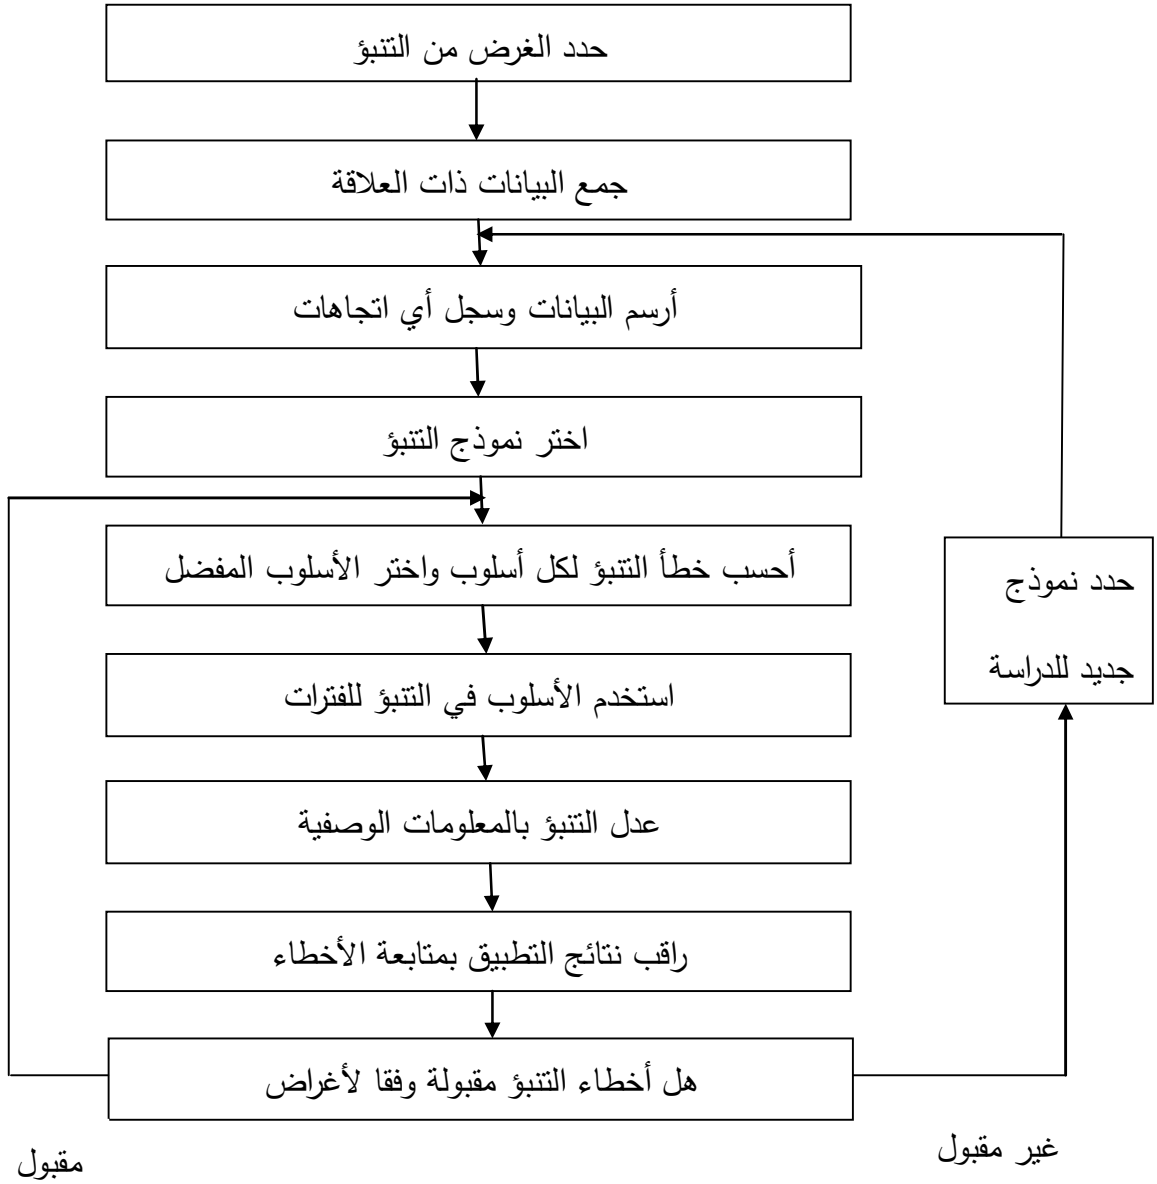 حدد الغرض من التنبؤ
جمع البيانات ذات العلاقة
أرسم البيانات وسجل أي اتجاهات
اختر نموذج التنبؤ
أحسب خطأ التنبؤ لكل أسلوب واختر الأسلوب المفضل
حدد نموذج
جديد للدراسة
استخدم الأسلوب في التنبؤ للفترات
عدل التنبؤ بالمعلومات الوصفية
راقب نتائج التطبيق بمتابعة الأخطاء
هل أخطاء التنبؤ مقبولة وفقا لأغراض
غير مقبول
مقبول